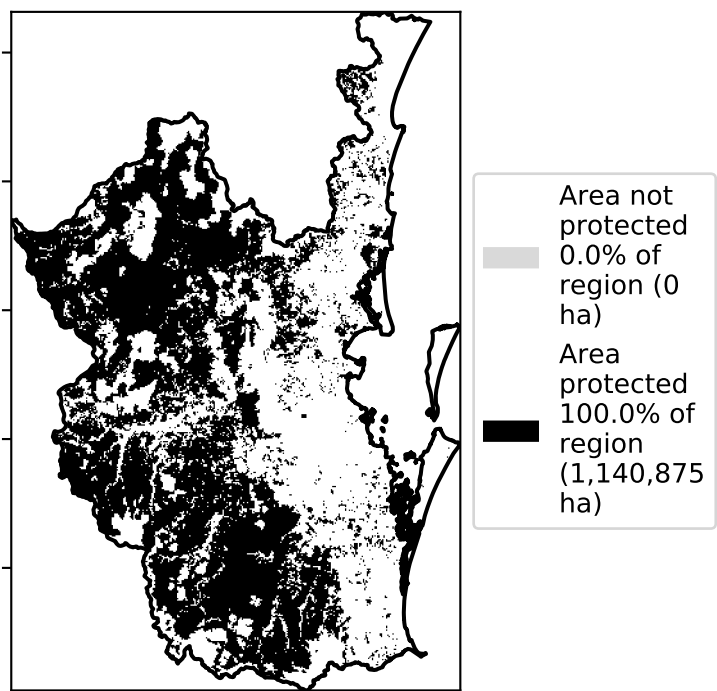 Area not
protected
0.0% of
region (0
ha)
Area
protected
100.0% of
region
(1,140,875
ha)